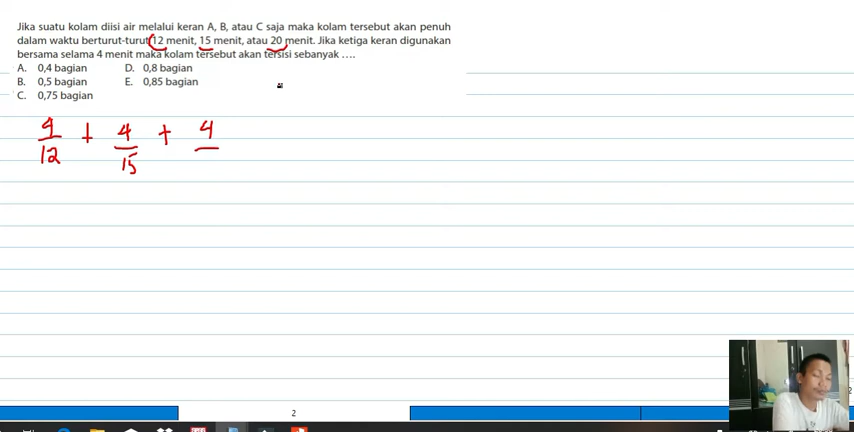 Jika suatu kolam diisi air melalui keran A, B, atau C saja maka kolam tersebut akan penuh
dalam waktu berturut-turut 12 menit, 15 menit, atau 20 menit. Jika ketiga keran digunakan
bersama selama 4 menit maka kolam tersebut akan tersisi sebanyak ....
A. 0,4 bagian D. 0,8 bagian
B. 0,5 bagian E. 0,85 bagian
C. 0,75 bagian
4 + 4 + 4
12 15
2
2